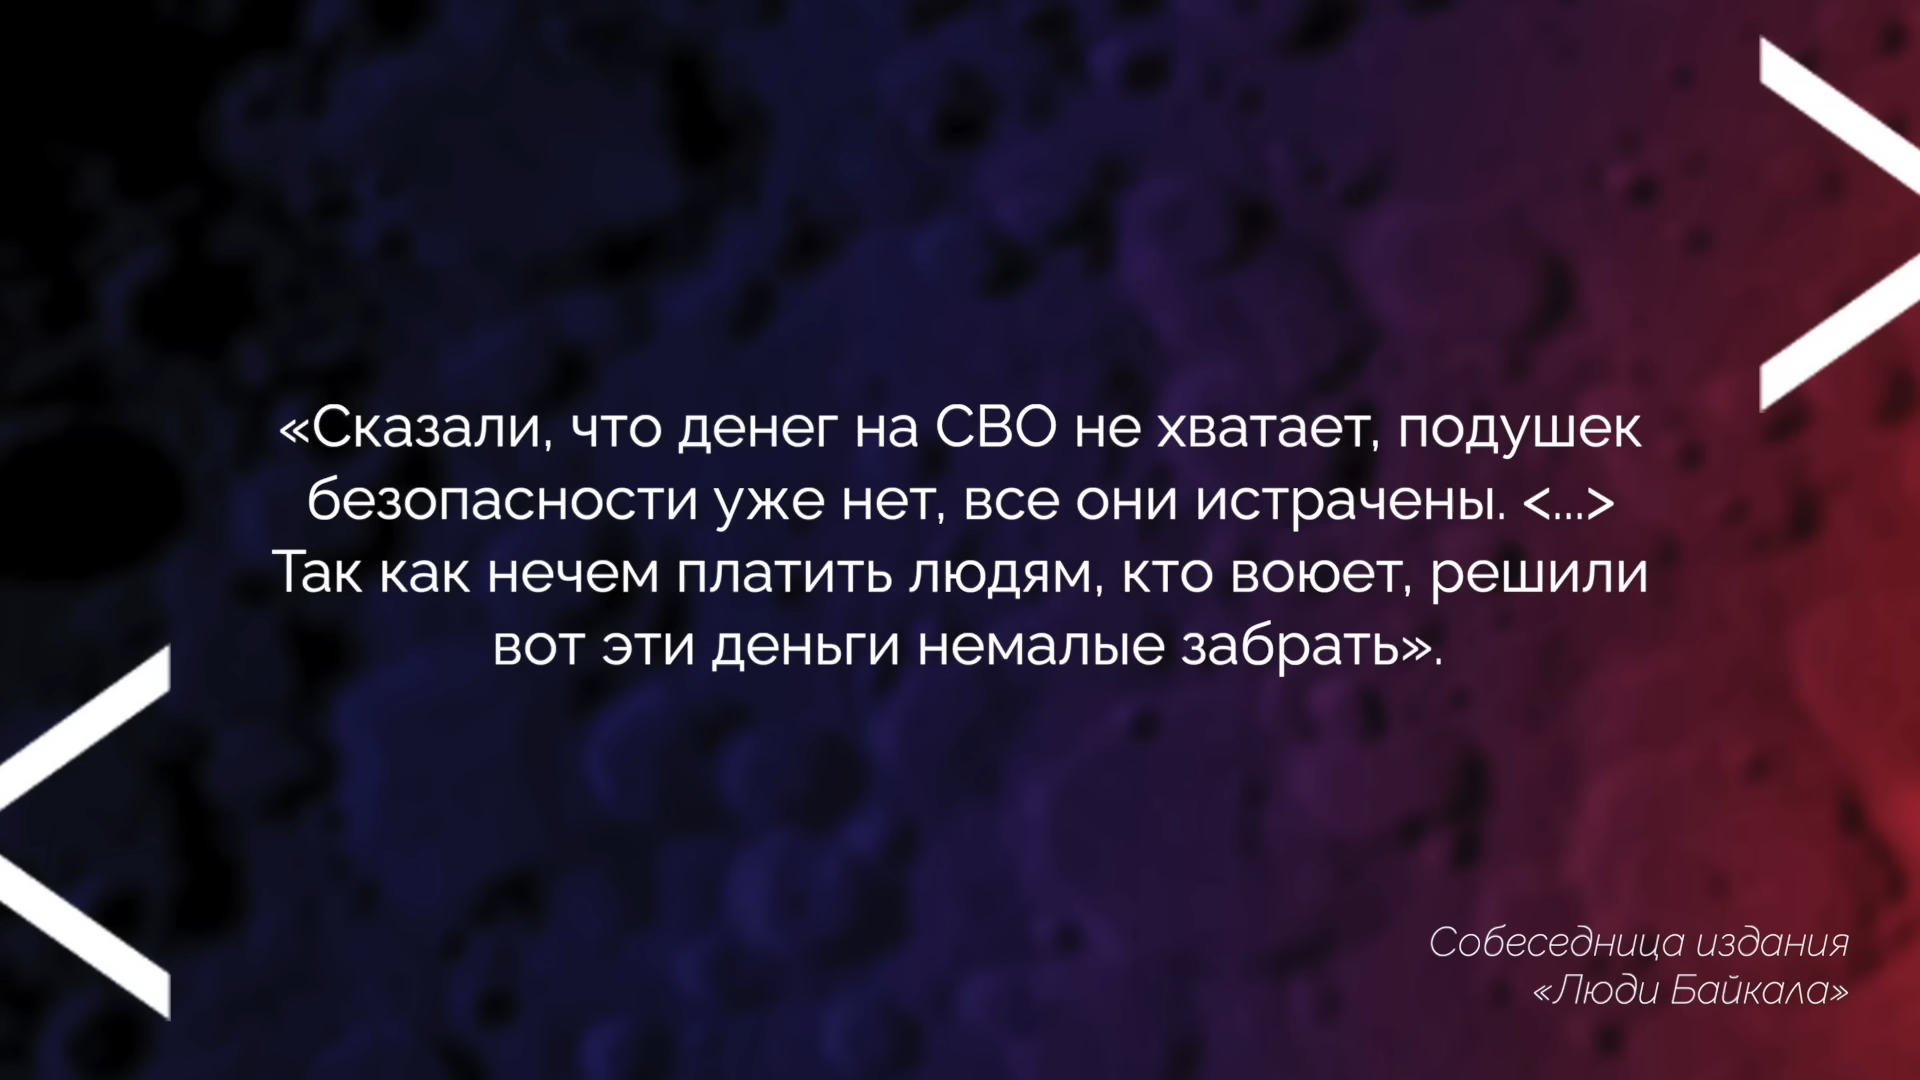 «Сказали, что денег на СВО не хватает, подушек
безопасности уже нет, все они истрачены. <...>
Так как нечем платить людям, кто воюет, решили
вот эти деньги немалые забрать».
Собеседница издания
«Люди Байкала»